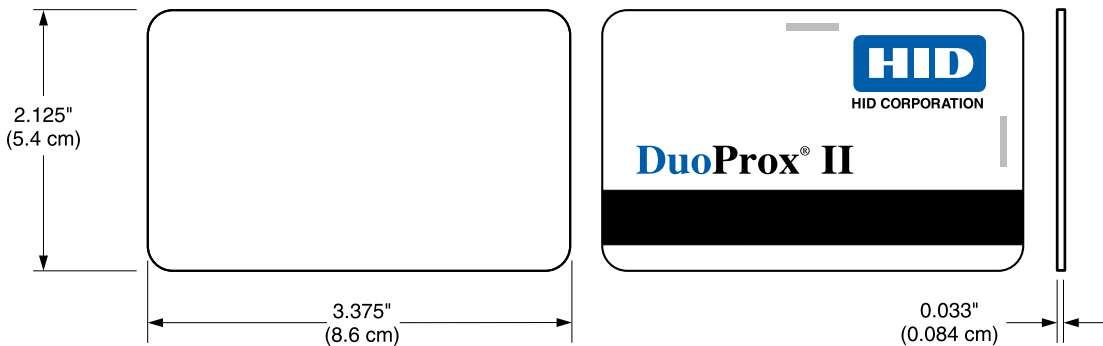 2.125"
(5.4 cm)
3.375"
(8.6 cm)
HID
HID CORPORATION
DuoProx® II
0.033"
(0.084 cm)